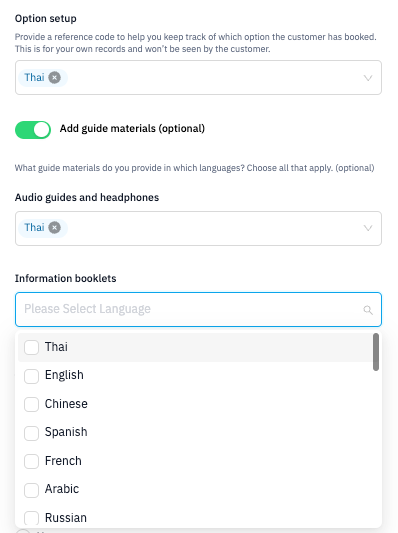 Option setup
Provide a reference code to help you keep track of which option the customer has booked.
This is for your own records and won't be seen by the customer.
Thai
Add guide materials (optional)
What guide materials do you provide in which languages? Choose all that apply. (optional)
Audio guides and headphones
Thai
Information booklets
Please Select Language
Thai
English
Chinese
Spanish
French
Arabic
Russian